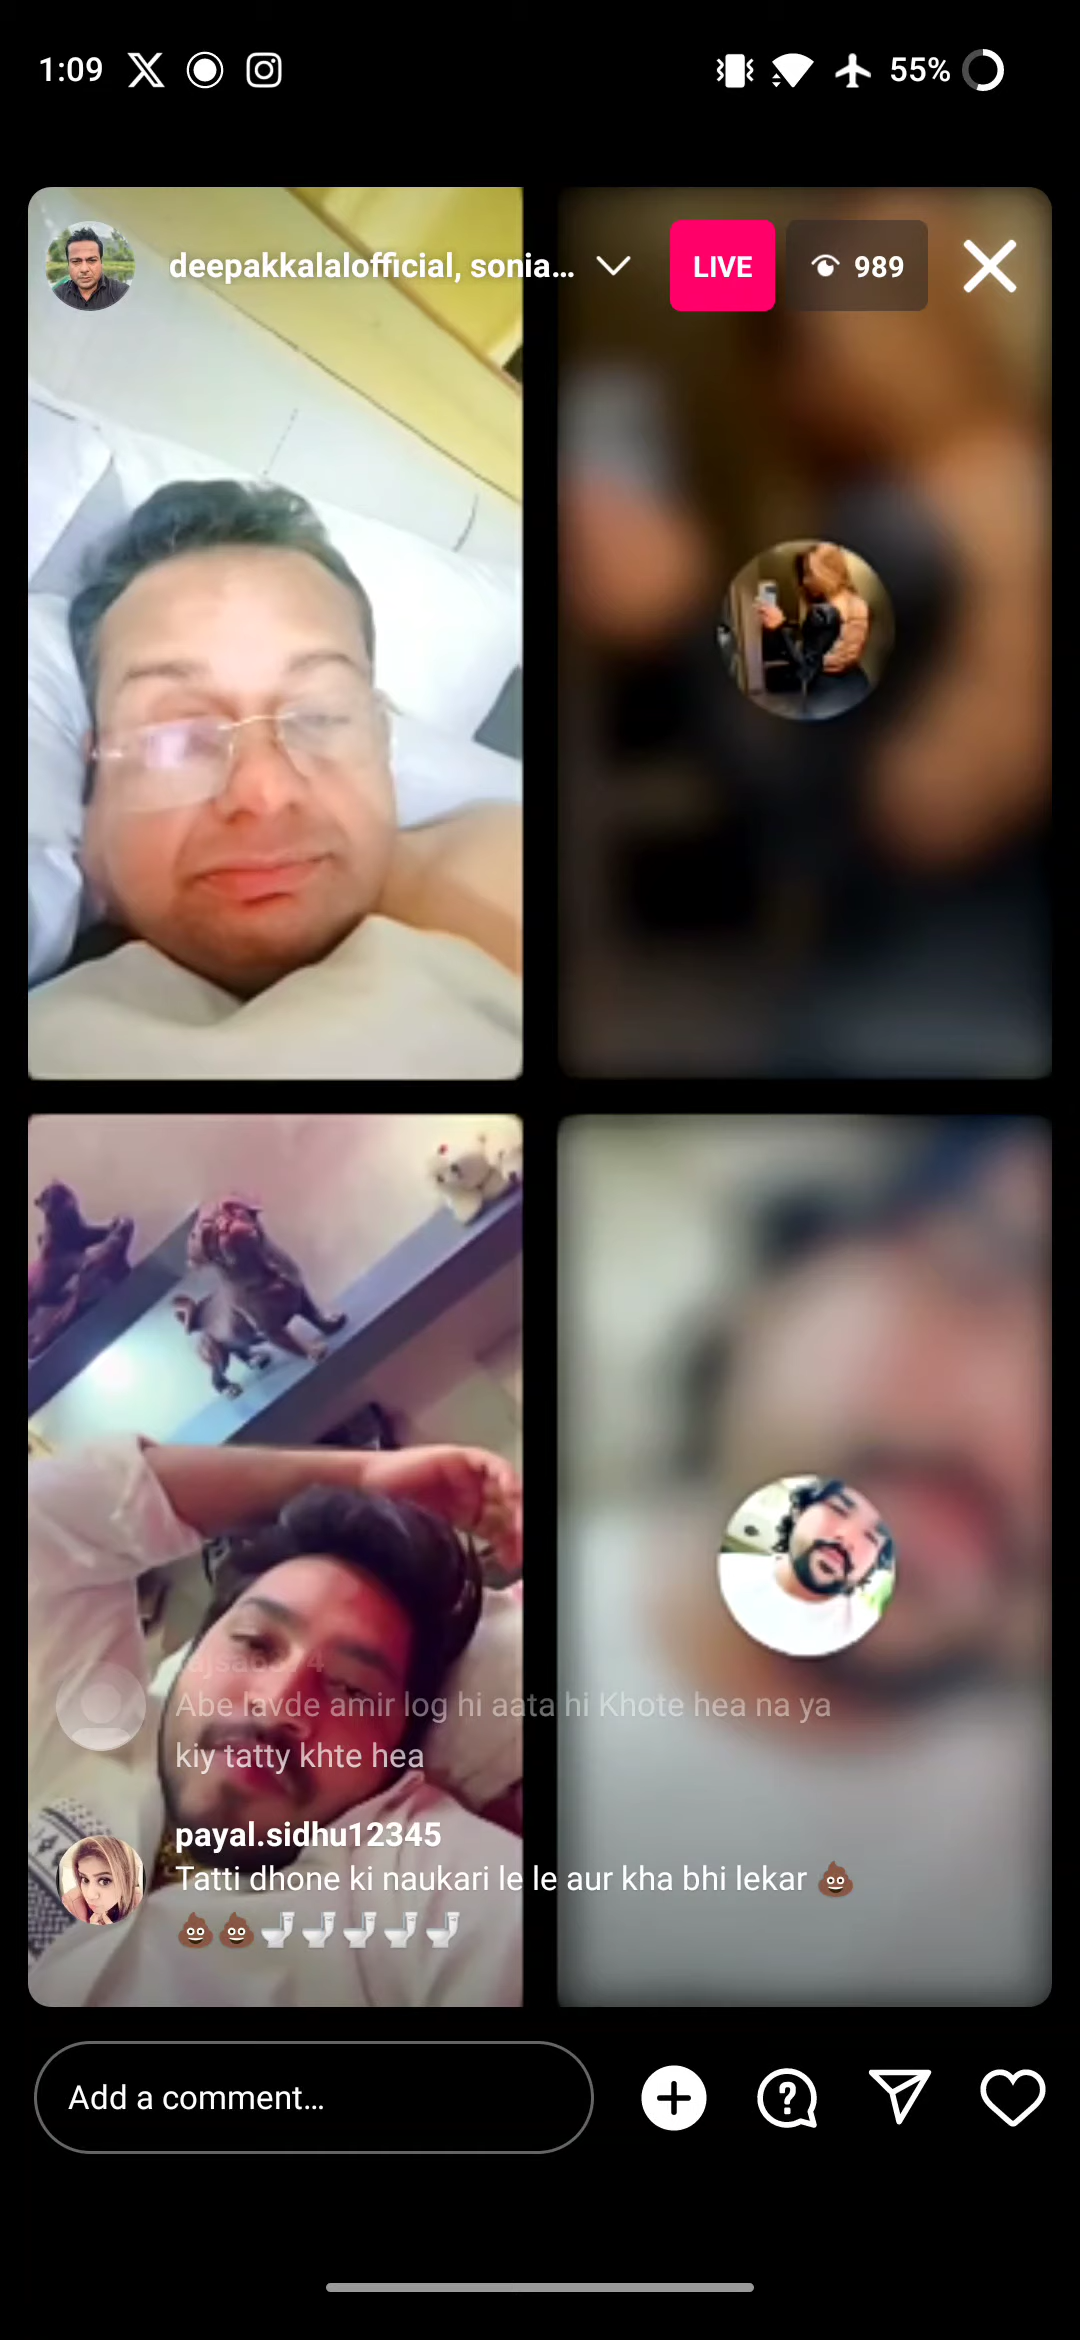 1:09
55%
deepakkalalofficial, sonia...
LIVE
989
Abe lavde amir log hi aata hi Khote hea na ya
kiy tatty khte hea
payal.sidhu12345
Tatti dhone ki naukari le le aur kha bhi lekar 💩
💩💩🚽🚽🚽🚽🚽
Add a comment...